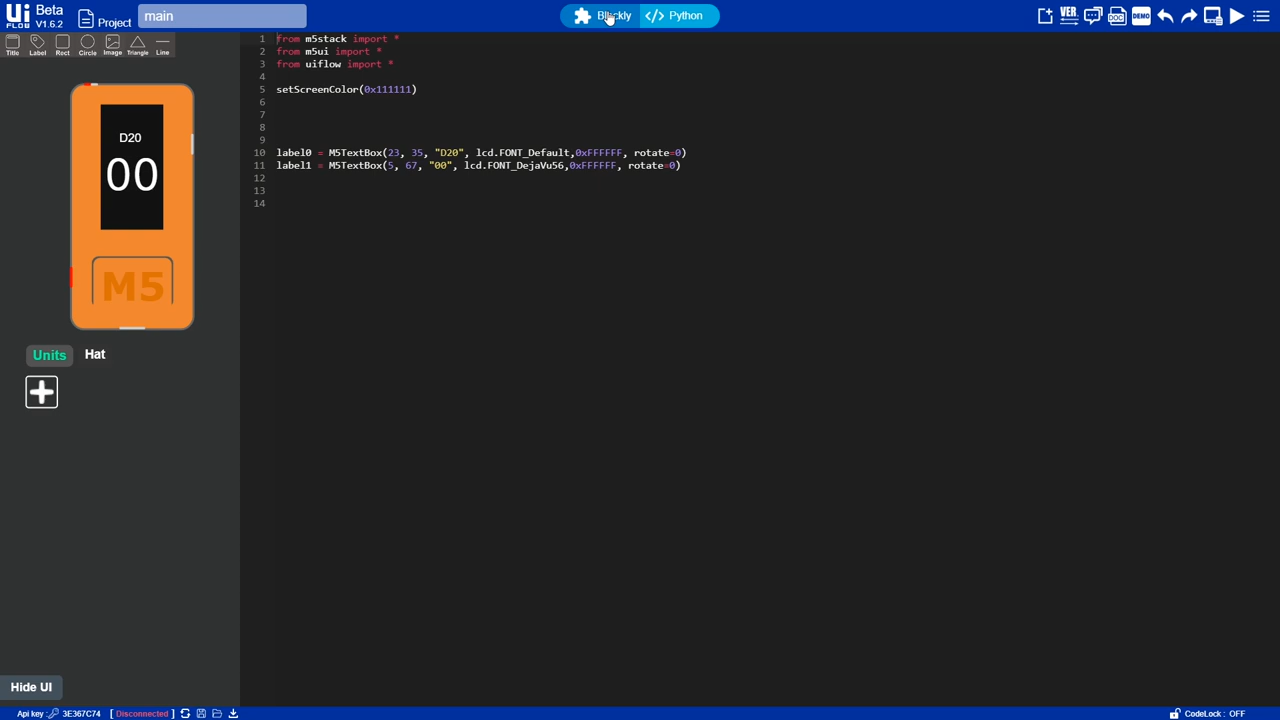 Ui FLOW Beta V1.6.2 Project main
Blockly </> Python
VER. DOC DEMO
Title Label Rect Circle Image Triangle Line
D20
00
M5
Units Hat
Hide UI
1 from m5stack import *
2 from m5ui import *
3 from uiflow import *
4
5 setScreenColor(0x111111)
6
7
8
9
10 label0 = M5TextBox(23, 35, "D20", lcd.FONT_Default,0xFFFFFF, rotate=0)
11 label1 = M5TextBox(5, 67, "00", lcd.FONT_DejaVu56,0xFFFFFF, rotate=0)
12
13
14
Api key : 3E367C74 [ Disconnected ]
CodeLock : OFF